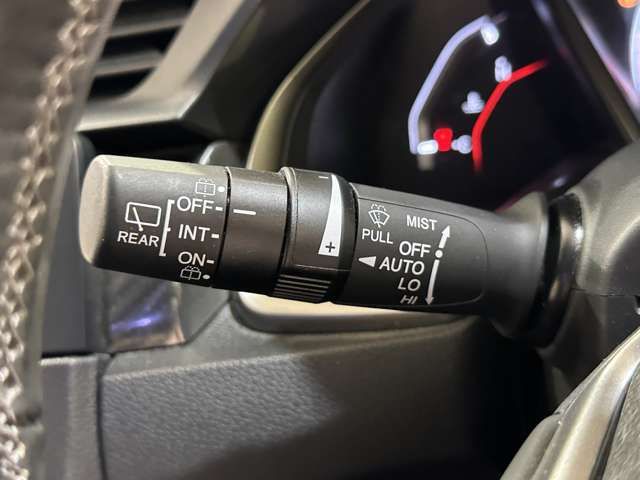 OFF
INT
ON
REAR
-
+
PULL
MIST
OFF
AUTO
LO
HI